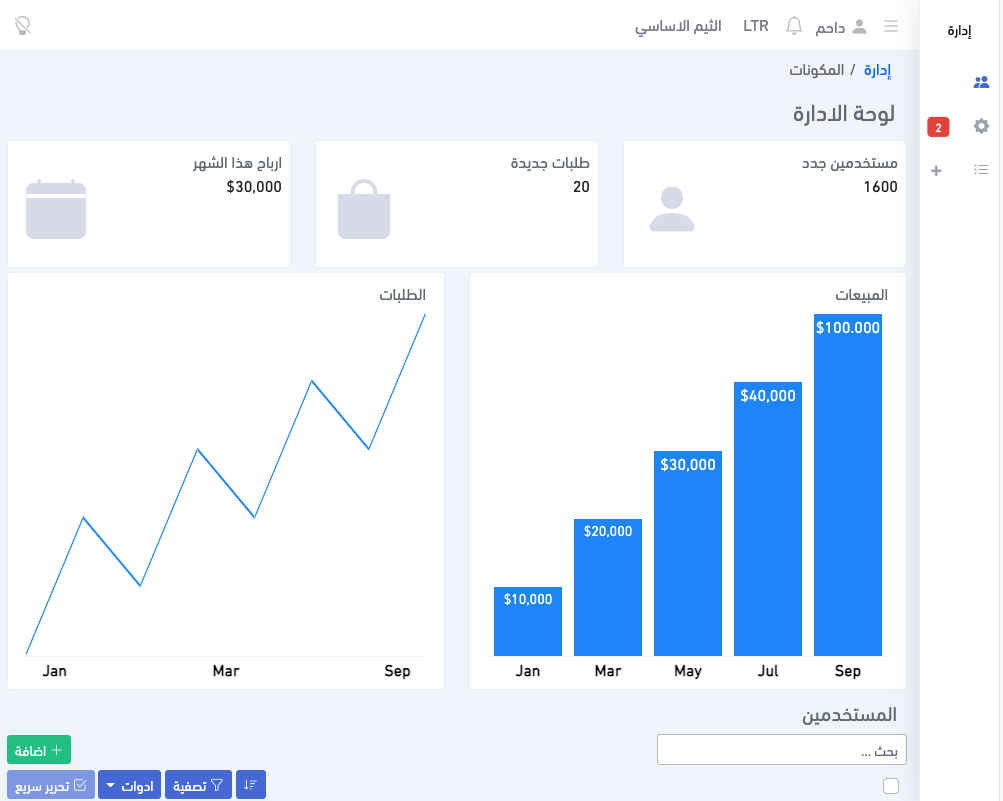 إدارة
2
داحم
LTR
الثيم الاساسي
إدارة / المكونات
لوحة الادارة
مستخدمين جدد
1600
طلبات جديدة
20
ارباح هذا الشهر
$30,000
المبيعات
$100.000
$40,000
$30,000
$20,000
$10,000
Jan Mar May Jul Sep
الطلبات
Jan Mar Sep
المستخدمين
بحث ...
اضافة
تصفية
ادوات
تحرير سريع